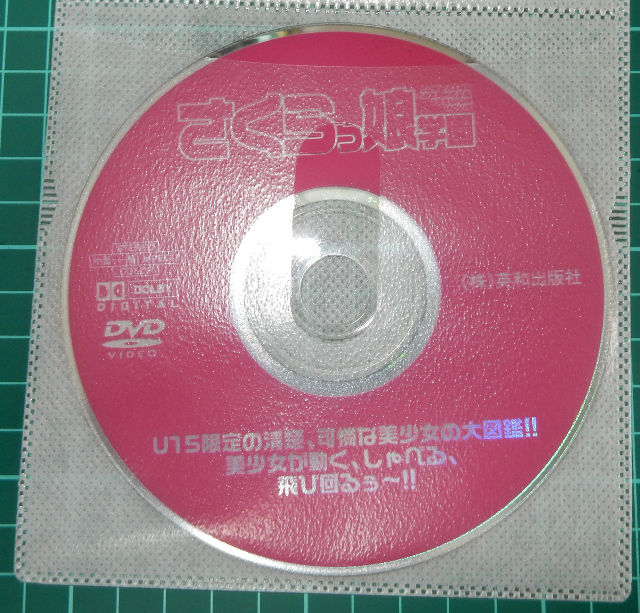 さくらっ娘学園
STEREO
DOLBY
DIGITAL
DVD
VIDEO
(株)英和出版社
U15限定の清楚、可憐な美少女の大図鑑!!
美少女が動く、しゃべる、
飛び回るぅ〜!!